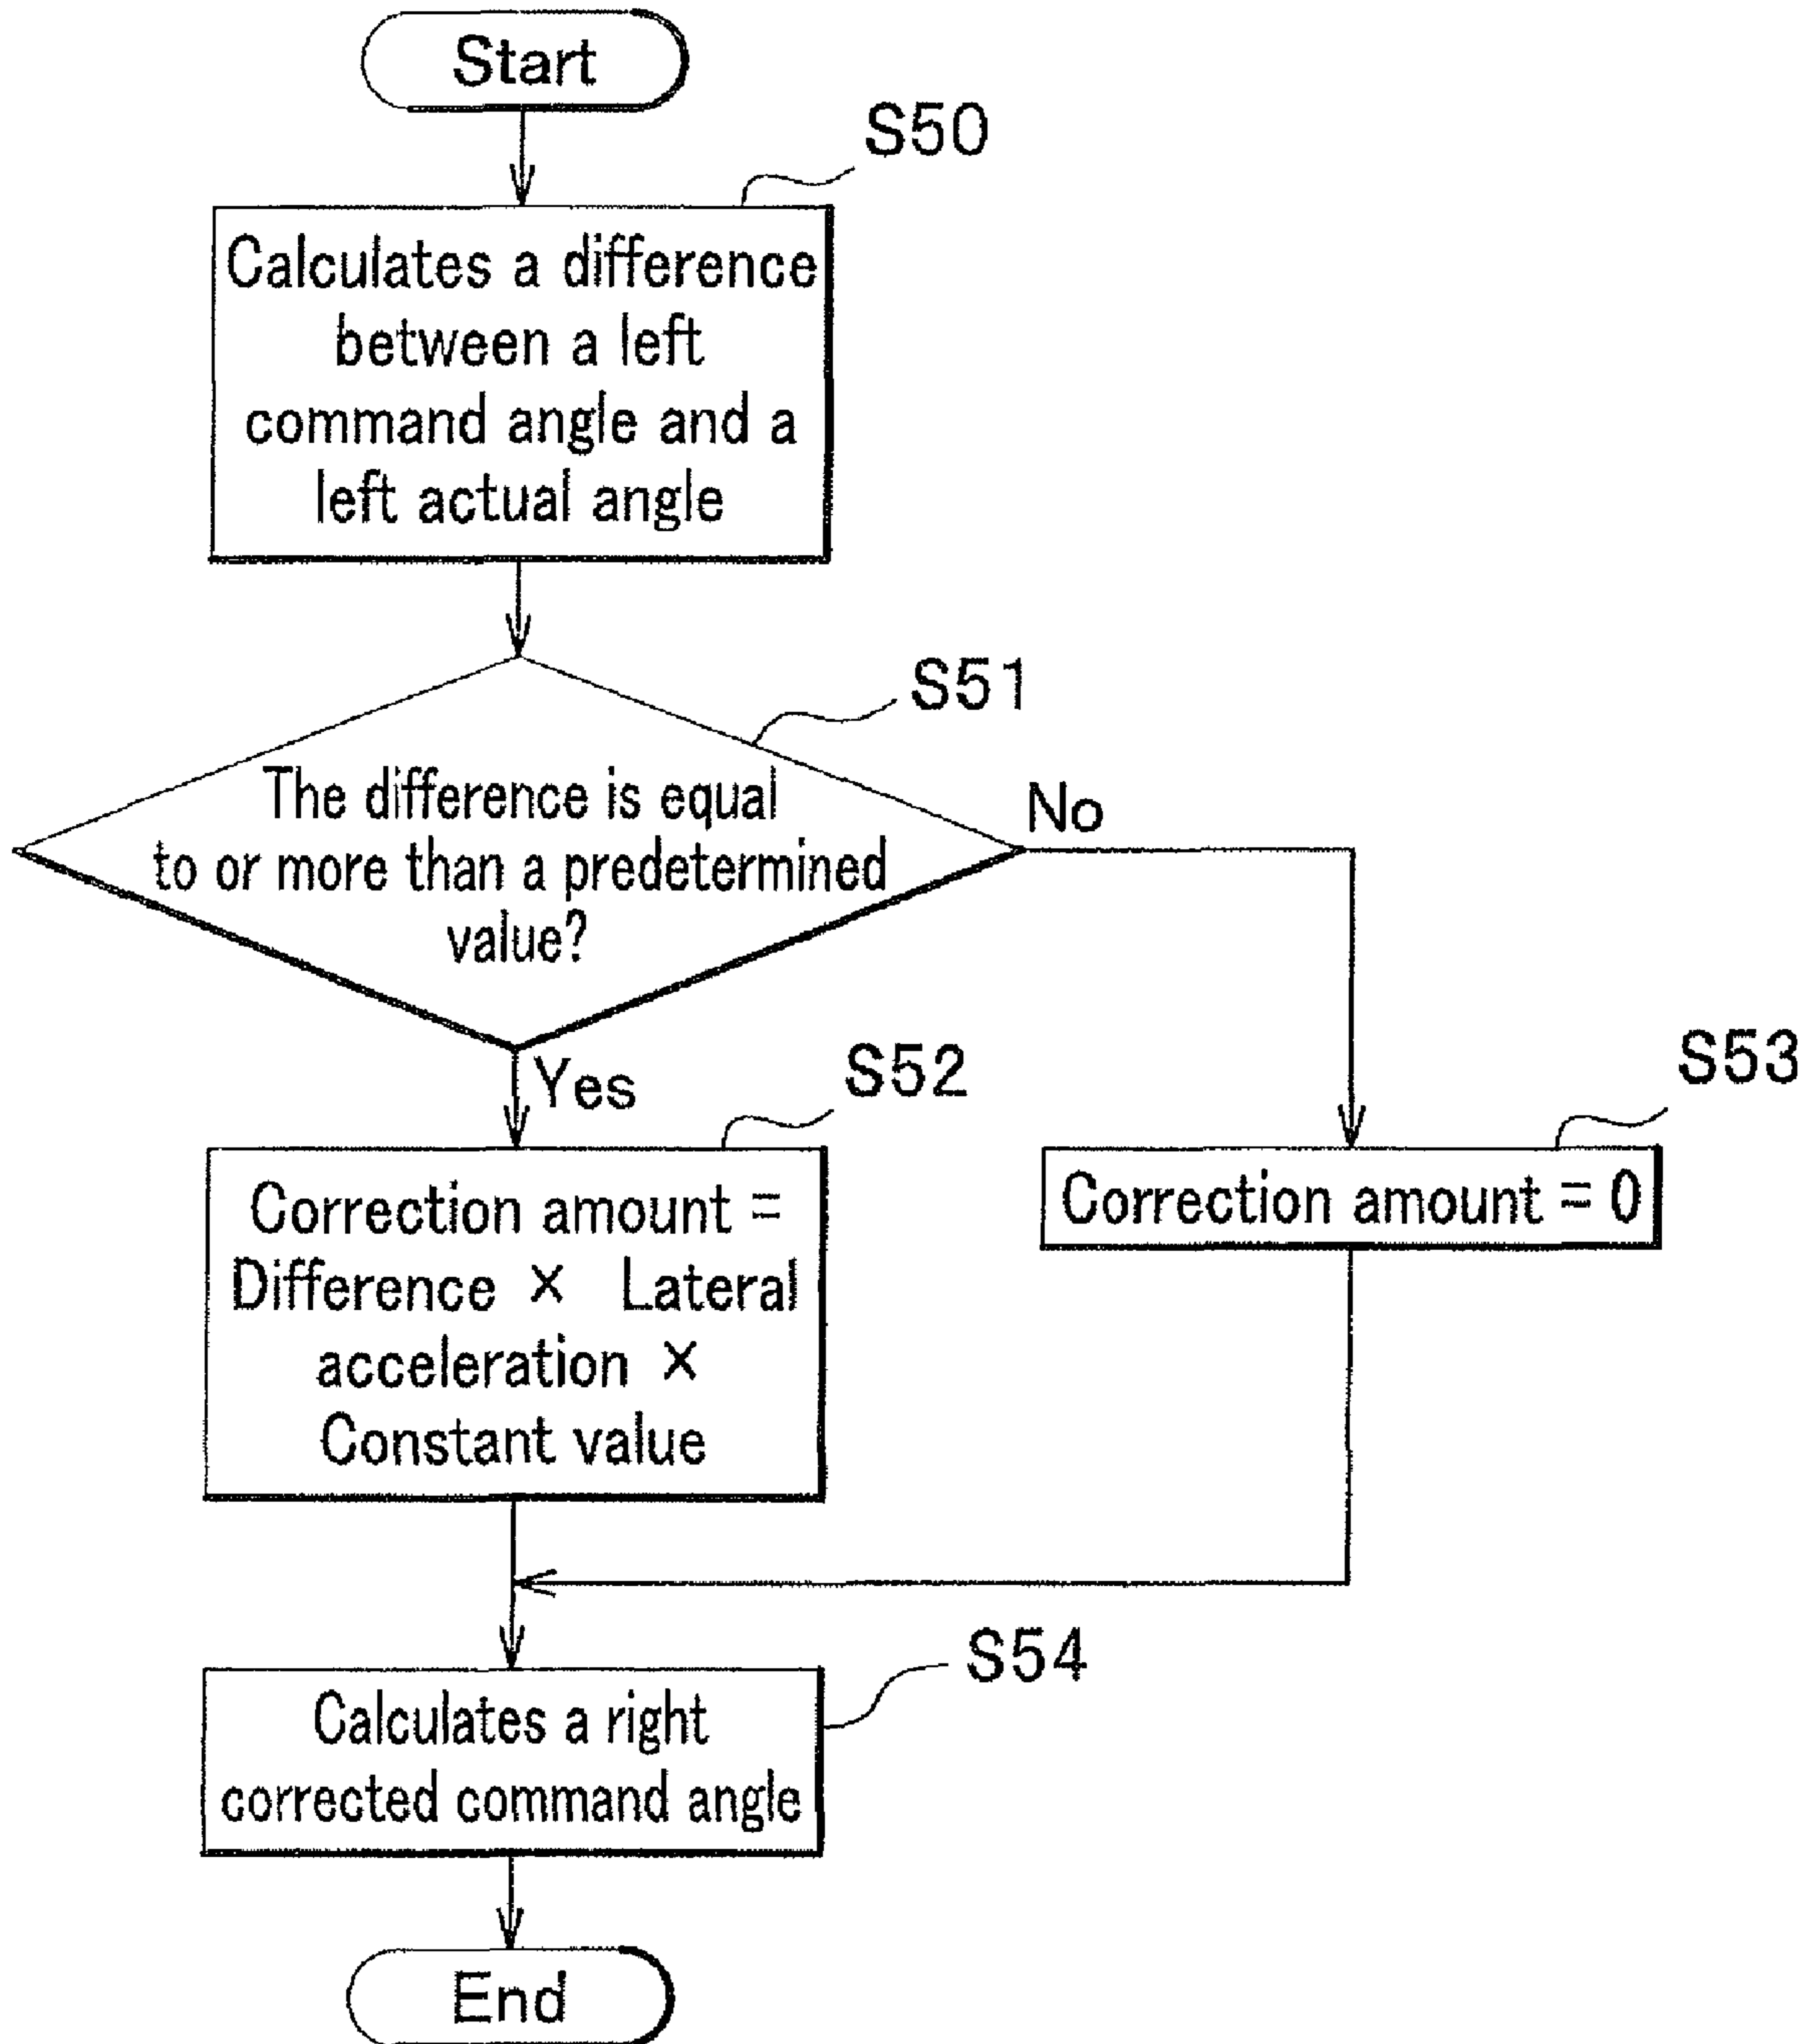 Start
S50
Calculates a difference
between a left
command angle and a
left actual angle
S51
The difference is equal
to or more than a predetermined
value?
No
Yes
S52
Correction amount =
Difference × Lateral
acceleration ×
Constant value
S53
Correction amount = 0
S54
Calculates a right
corrected command angle
End